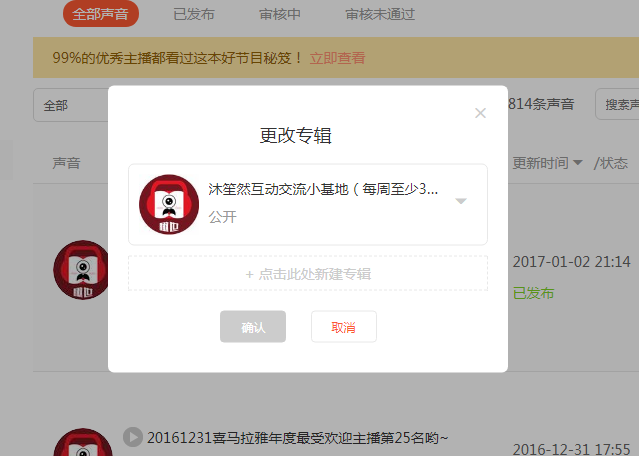 全部声音 已发布 审核中 审核未通过
99%的优秀主播都看过这本好节目秘笈！ 立即查看
全部 814条声音 搜索声
更改专辑
声音 更新时间 /状态
沐笙然互动交流小基地（每周至少3...
公开
2017-01-02 21:14
+ 点击此处新建专辑
已发布
确认 取消
20161231喜马拉雅年度最受欢迎主播第25名哟~
2016-12-31 17:55